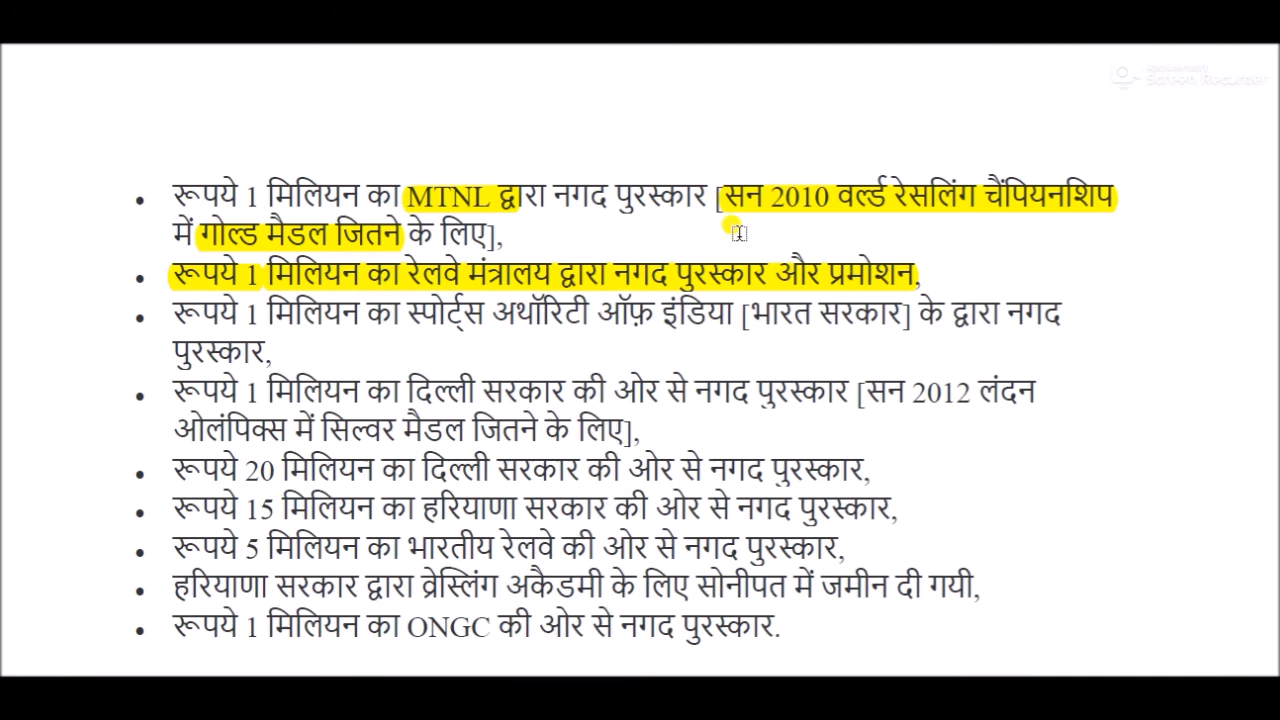 Screen Recorder
• रूपये 1 मिलियन का MTNL द्वारा नगद पुरस्कार [सन 2010 वर्ल्ड रेसलिंग चैंपियनशिप
में गोल्ड मैडल जितने के लिए],
• रूपये 1 मिलियन का रेलवे मंत्रालय द्वारा नगद पुरस्कार और प्रमोशन,
• रूपये 1 मिलियन का स्पोर्ट्स अथॉरिटी ऑफ़ इंडिया [भारत सरकार] के द्वारा नगद
पुरस्कार,
• रूपये 1 मिलियन का दिल्ली सरकार की ओर से नगद पुरस्कार [सन 2012 लंदन
ओलंपिक्स में सिल्वर मैडल जितने के लिए],
• रूपये 20 मिलियन का दिल्ली सरकार की ओर से नगद पुरस्कार,
• रूपये 15 मिलियन का हरियाणा सरकार की ओर से नगद पुरस्कार,
• रूपये 5 मिलियन का भारतीय रेलवे की ओर से नगद पुरस्कार,
• हरियाणा सरकार द्वारा व्रेस्लिंग अकैडमी के लिए सोनीपत में जमीन दी गयी,
• रूपये 1 मिलियन का ONGC की ओर से नगद पुरस्कार.